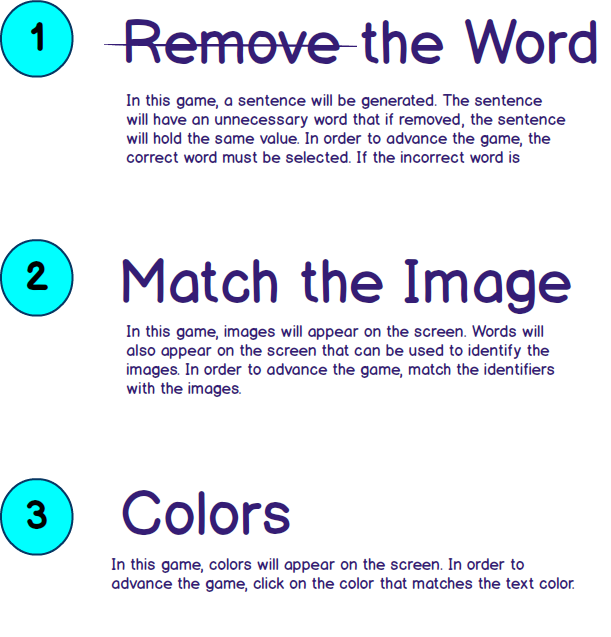 1
Remove the Word
In this game, a sentence will be generated. The sentence
will have an unnecessary word that if removed, the sentence
will hold the same value. In order to advance the game, the
correct word must be selected. If the incorrect word is
2
Match the Image
In this game, images will appear on the screen. Words will
also appear on the screen that can be used to identify the
images. In order to advance the game, match the identifiers
with the images.
3
Colors
In this game, colors will appear on the screen. In order to
advance the game, click on the color that matches the text color.